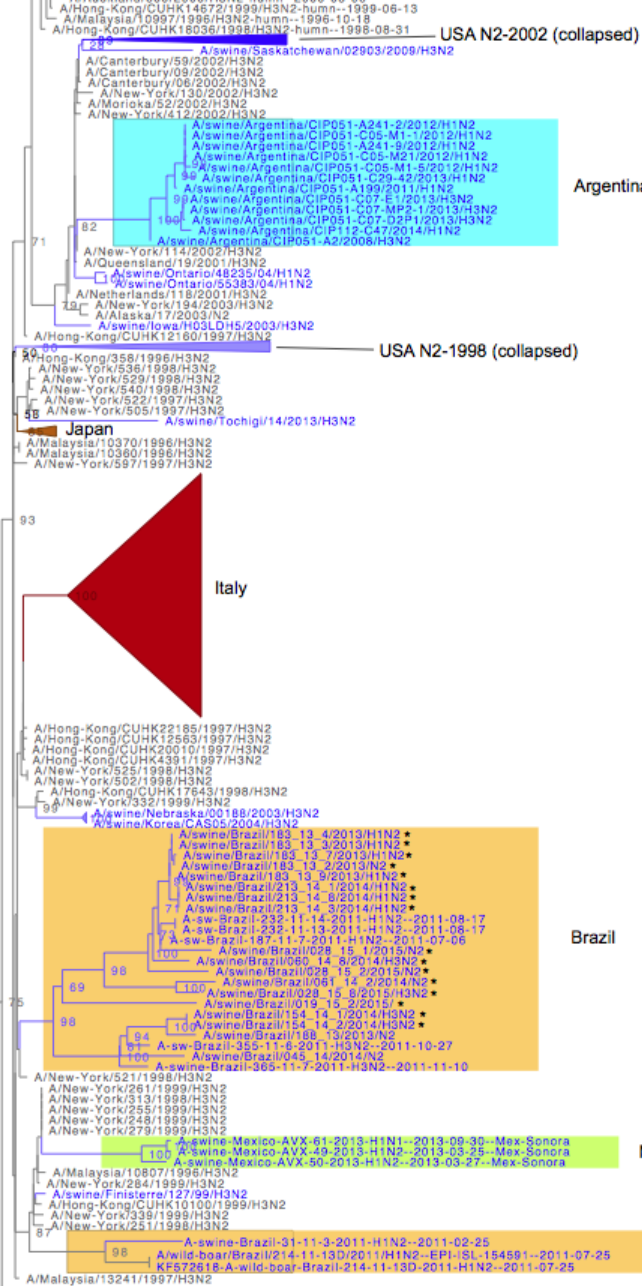 A/Hong-Kong/CUHK14672/1999/H3N2-humn--1999-06-13
A/Malaysia/10997/1996/H3N2-humn--1996-10-18
A/Hong-Kong/CUHK18036/1998/H3N2-humn--1998-08-31
USA N2-2002 (collapsed)
28
A/swine/Saskatchewan/02903/2009/H3N2
A/Canterbury/59/2002/H3N2
A/Canterbury/09/2002/H3N2
A/Canterbury/06/2002/H3N2
A/New-York/130/2002/H3N2
A/Morioka/52/2002/H3N2
A/New-York/412/2002/H3N2
A/swine/Argentina/CIP051-A241-2/2012/H1N2
A/swine/Argentina/CIP051-C05-M1-1/2012/H1N2
A/swine/Argentina/CIP051-A241-9/2012/H1N2
A/swine/Argentina/CIP051-C05-M21/2012/H1N2
A/swine/Argentina/CIP051-C05-M1-5/2012/H1N2
A/swine/Argentina/CIP051-C29-42/2013/H1N2
Argentina
A/swine/Argentina/CIP051-A199/2011/H1N2
A/swine/Argentina/CIP051-C07-E1/2013/H3N2
A/swine/Argentina/CIP051-C07-MP2-1/2013/H3N2
100
A/swine/Argentina/CIP051-C07-D2P1/2013/H3N2
82
A/swine/Argentina/CIP112-C47/2014/H1N2
71
A/swine/Argentina/CIP051-A2/2008/H3N2
A/New-York/114/2002/H3N2
A/Queensland/19/2001/H3N2
A/swine/Ontario/48235/04/H1N2
A/swine/Ontario/55383/04/H1N2
A/Netherlands/118/2001/H3N2
79
A/New-York/194/2003/H3N2
A/Alaska/17/2003/N2
A/swine/Iowa/H03LDH5/2003/H3N2
A/Hong-Kong/CUHK12160/1997/H3N2
50
USA N2-1998 (collapsed)
A/Hong-Kong/358/1996/H3N2
A/New-York/536/1998/H3N2
A/New-York/529/1998/H3N2
A/New-York/540/1998/H3N2
A/New-York/522/1997/H3N2
58
A/New-York/505/1997/H3N2
A/swine/Tochigi/14/2013/H3N2
Japan
A/Malaysia/10370/1996/H3N2
A/Malaysia/10360/1996/H3N2
A/New-York/597/1997/H3N2
93
100
Italy
A/Hong-Kong/CUHK22185/1997/H3N2
A/Hong-Kong/CUHK12563/1997/H3N2
A/Hong-Kong/CUHK20010/1997/H3N2
A/Hong-Kong/CUHK4391/1997/H3N2
A/New-York/525/1998/H3N2
A/New-York/502/1998/H3N2
A/Hong-Kong/CUHK17643/1998/H3N2
99
A/New-York/332/1999/H3N2
A/swine/Nebraska/00188/2003/H3N2
A/swine/Korea/CAS05/2004/H3N2
A/swine/Brazil/183_13_4/2013/H1N2 *
A/swine/Brazil/183_13_3/2013/H1N2 *
A/swine/Brazil/183_13_7/2013/H1N2*
A/swine/Brazil/183_13_2/2013/N2 *
A/swine/Brazil/183_13_9/2013/H1N2 *
A/swine/Brazil/213_14_1/2014/H1N2 *
A/swine/Brazil/213_14_8/2014/H1N2 *
71
A/swine/Brazil/213_14_3/2014/H1N2 *
A-sw-Brazil-232-11-14-2011-H1N2--2011-08-17
A-sw-Brazil-232-11-13-2011-H1N2--2011-08-17
A-sw-Brazil-187-11-7-2011-H1N2--2011-07-06
Brazil
100
A/swine/Brazil/028_15_1/2015/N2 *
A/swine/Brazil/060_14_8/2014/H3N2 *
98
A/swine/Brazil/028_15_2/2015/N2 *
69
A/swine/Brazil/061_14_2/2014/N2 *
100
A/swine/Brazil/028_15_8/2015/H3N2 *
75
A/swine/Brazil/019_15_2/2015/ *
A/swine/Brazil/154_14_1/2014/H3N2 *
98
100
A/swine/Brazil/154_14_2/2014/H3N2 *
94
A/swine/Brazil/188_13/2013/N2
81
A-sw-Brazil-355-11-6-2011-H3N2--2011-10-27
100
A/swine/Brazil/045_14/2014/N2
A-swine-Brazil-365-11-7-2011-H3N2--2011-11-10
A/New-York/521/1998/H3N2
A/New-York/261/1999/H3N2
A/New-York/313/1998/H3N2
A/New-York/255/1999/H3N2
A/New-York/248/1999/H3N2
A/New-York/279/1999/H3N2
A-swine-Mexico-AVX-61-2013-H1N1--2013-09-30--Mex-Sonora
100
A-swine-Mexico-AVX-49-2013-H1N2--2013-03-25--Mex-Sonora
A-swine-Mexico-AVX-50-2013-H1N2--2013-03-27--Mex-Sonora
A/Malaysia/10807/1996/H3N2
A/New-York/284/1999/H3N2
A/swine/Finisterre/127/99/H3N2
A/Hong-Kong/CUHK10100/1999/H3N2
A/New-York/339/1999/H3N2
87
A/New-York/251/1998/H3N2
A-swine-Brazil-31-11-3-2011-H1N2--2011-02-25
98
A/wild-boar/Brazil/214-11-13D/2011/H1N2--EPI-ISL-154591--2011-07-25
KF572618-A-wild-boar-Brazil-214-11-13D-2011-H1N2--2011-07-25
A/Malaysia/13241/1997/H3N2